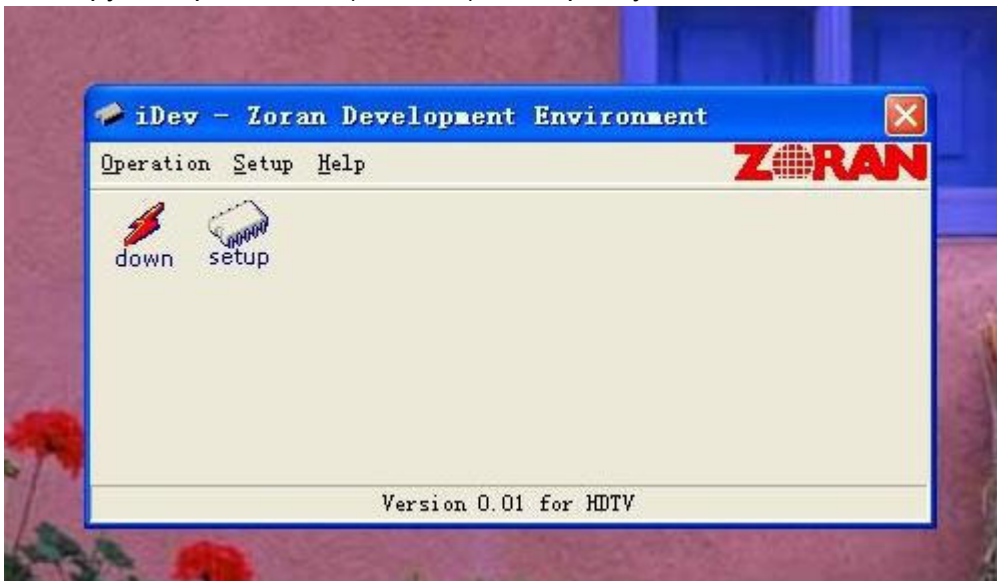 iDev - Zoran Development Environment
Operation Setup Help
ZORAN
down setup
Version 0.01 for HDTV